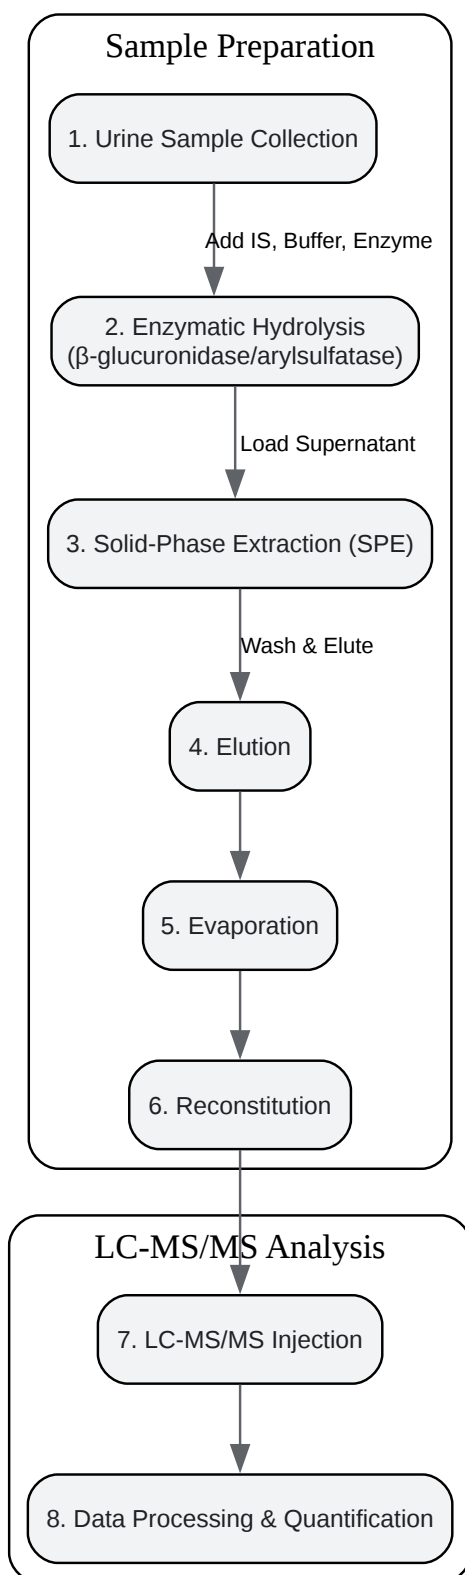 Sample Preparation
1. Urine Sample Collection
Add IS, Buffer, Enzyme
2. Enzymatic Hydrolysis
(β-glucuronidase/arylsulfatase)
Load Supernatant
3. Solid-Phase Extraction (SPE)
Wash & Elute
4. Elution
5. Evaporation
6. Reconstitution
LC-MS/MS Analysis
7. LC-MS/MS Injection
8. Data Processing & Quantification